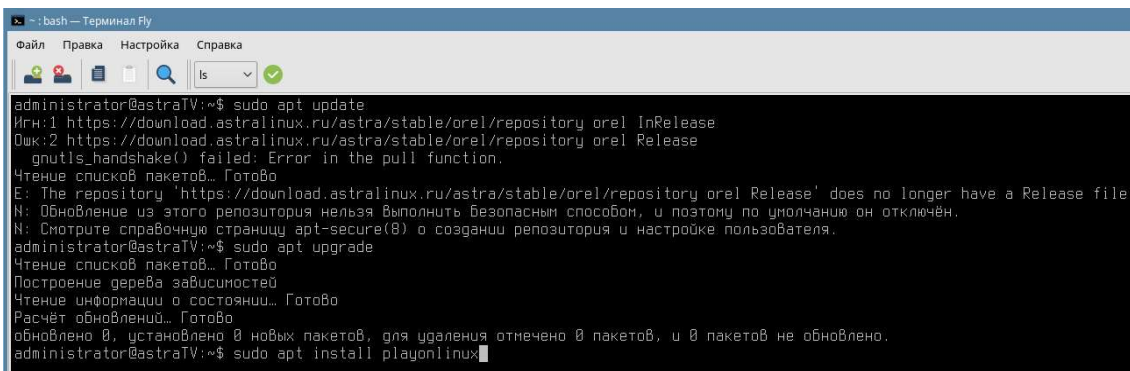 ~ : bash — Терминал Fly
Файл Правка Настройка Справка
ls
administrator@astraTV:~$ sudo apt update
Игн:1 https://download.astralinux.ru/astra/stable/orel/repository orel InRelease
Ошк:2 https://download.astralinux.ru/astra/stable/orel/repository orel Release
gnutls_handshake() failed: Error in the pull function.
Чтение списков пакетов… Готово
E: The repository 'https://download.astralinux.ru/astra/stable/orel/repository orel Release' does no longer have a Release file
N: Обновление из этого репозитория нельзя выполнить безопасным способом, и поэтому по умолчанию он отключён.
N: Смотрите справочную страницу apt-secure(8) о создании репозитория и настройке пользователя.
administrator@astraTV:~$ sudo apt upgrade
Чтение списков пакетов… Готово
Построение дерева зависимостей
Чтение информации о состоянии… Готово
Расчёт обновлений… Готово
обновлено 0, установлено 0 новых пакетов, для удаления отмечено 0 пакетов, и 0 пакетов не обновлено.
administrator@astraTV:~$ sudo apt install playonlinux